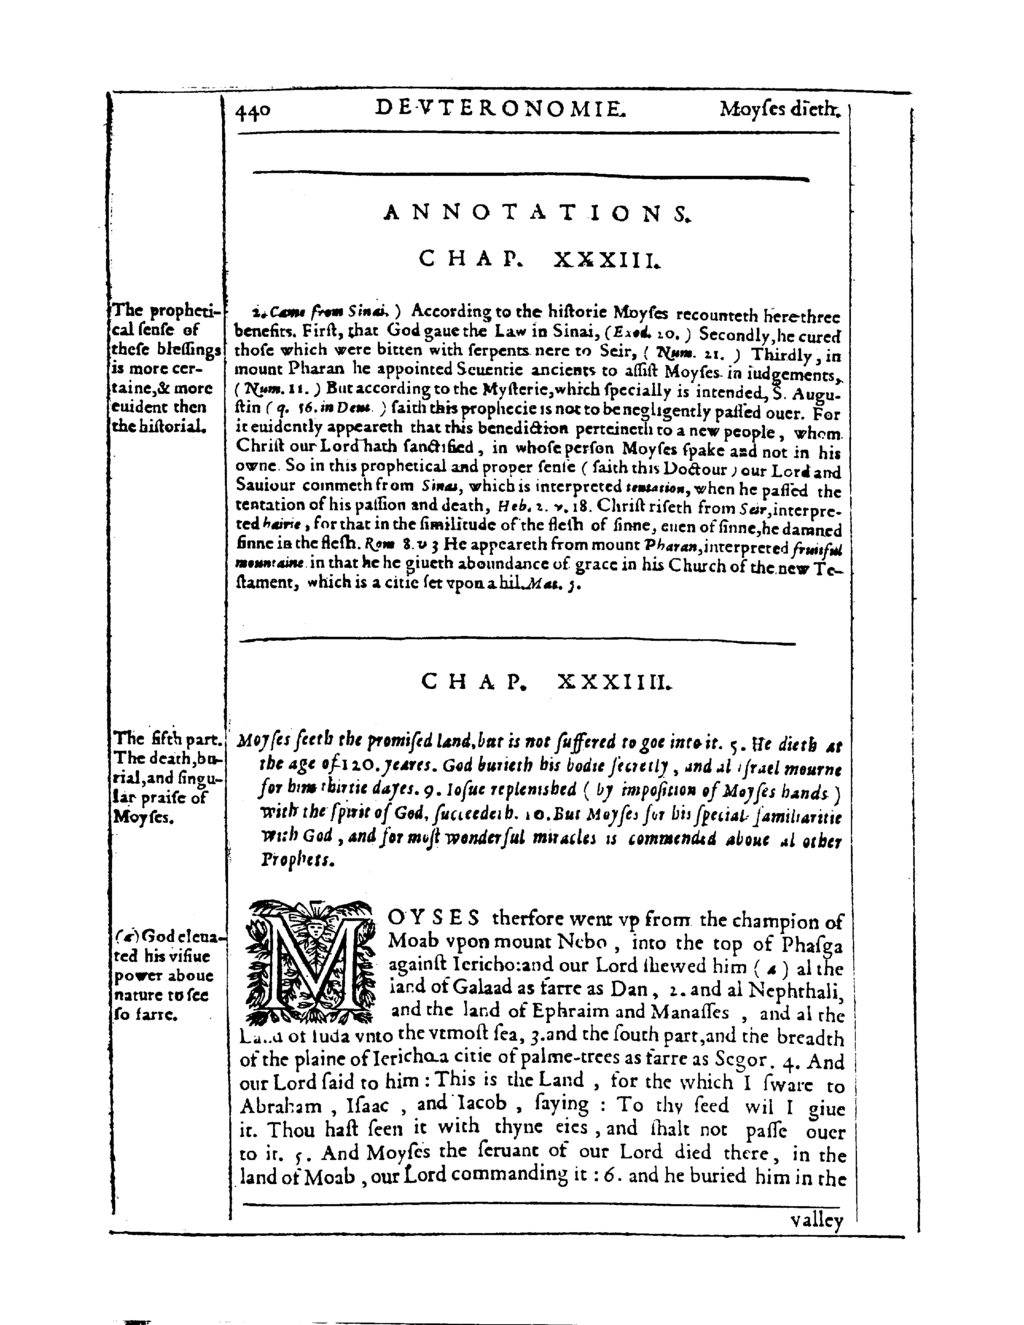 440 DEVTERONOMIE. Moyſes dieth.
ANNOTATIONS.
CHAP. XXXIII.
The propheti-
cal ſenſe of
theſe bleſſings
is more cer-
taine,& more
euident then
the hiſtorial.
2. Came from Sinai. ) According to the hiſtorie Moyſes recounteth here three
benefits. Firſt, that God gaue the Law in Sinai, (Exod. 20. ) Secondly, he cured
thoſe which were bitten with ſerpents nere to Seir, ( Num. 21. ) Thirdly, in
mount Pharan he appointed Seuentie ancients to aſſiſt Moyſes in iudgements,
( Num. 11. ) But according to the Myſterie, which ſpecially is intended, S. Augu-
ſtin ( q. 56. in Deut. ) ſaith this prophecie is not to be negligently paſſed ouer. For
it euidently appeareth that this benediction perteineth to a new people, whom
Chriſt our Lord hath ſanctified, in whoſe perſon Moyſes ſpake and not in his
owne. So in this prophetical and proper ſenſe ( ſaith this Doctour ) our Lord and
Sauiour commeth from Sinai, which is interpreted tentation, when he paſſed the
tentation of his paſſion and death, Heb. 2. v. 18. Chriſt riſeth from Seir, interpre-
ted hairie, for that in the ſimilitude of the fleſh of ſinne, euen of ſinne, he damned
ſinne in the fleſh. Rom 8. v 3 He appeareth from mount Pharan, interpreted fruitful
mountaine. in that he he giueth aboundance of grace in his Church of the new Te-
ſtament, which is a citie ſet vpon a hil. Mat. 5.
CHAP. XXXIIII.
The fifth part.
The death,bu-
rial,and ſingu-
lar praiſe of
Moyſes.
Moyſes ſeeth the promiſed land, but is not ſuffered to goe into it. 5. He dieth at
the age of 120. yeares. God burieth his bodie ſecretly, and al iſrael mourne
for him thirtie dayes. 9. Ioſue repleniſhed ( by impoſition of Moyſes hands )
with the ſpirit of God, ſucceedeth. 10. But Moyſes for his ſpecial familiaritie
with God, and for moſt wonderful miracles is commended aboue al other
Prophets.
(a) God eleua-
ted his viſiue
power aboue
nature to ſee
ſo farre.
MOYSES therfore went vp from the champion of
Moab vpon mount Nebo, into the top of Phaſga
againſt Iericho: and our Lord ſhewed him ( a ) al the
land of Galaad as farre as Dan, 2. and al Nephthali,
and the land of Ephraim and Manaſſes, and al the
Land of Iuda vnto the vtmoſt ſea, 3. and the ſouth part, and the breadth
of the plaine of Iericho a citie of palme-trees as farre as Segor. 4. And
our Lord ſaid to him : This is the Land, for the which I ſware to
Abraham, Iſaac, and Iacob, ſaying : To thy ſeed wil I giue
it. Thou haſt ſeen it with thyne eies, and ſhalt not paſſe ouer
to it. 5. And Moyſes the ſeruant of our Lord died there, in the
land of Moab, our Lord commanding it : 6. and he buried him in the
valley